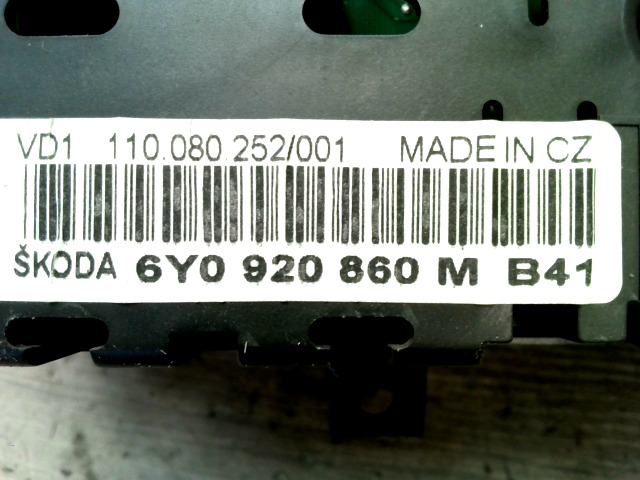 VD1 110.080.252/001 MADE IN CZ
ŠKODA 6Y0 920 860 M B41